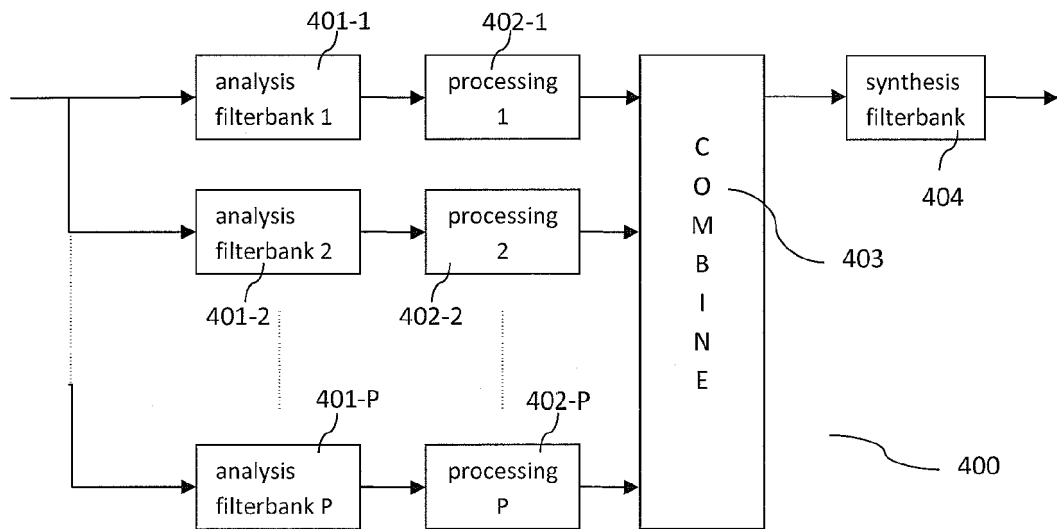 401-1
402-1
analysis
filterbank 1
processing
1
synthesis
filterbank
404
analysis
filterbank 2
processing
2
401-2
402-2
C
O
M
B
I
N
E
403
401-P
402-P
analysis
filterbank P
processing
P
400